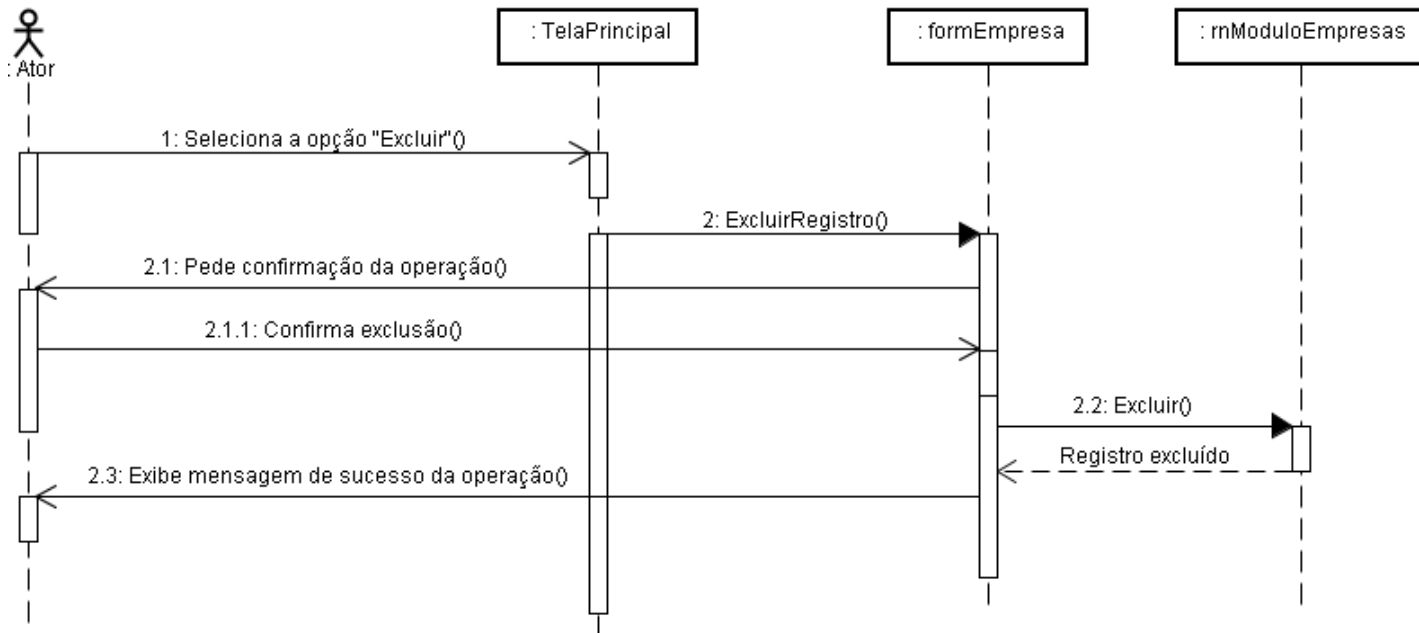 : Ator
: TelaPrincipal
: formEmpresa
: rnModuloEmpresas
1: Seleciona a opção "Excluir"()
2: ExcluirRegistro()
2.1: Pede confirmação da operação()
2.1.1: Confirma exclusão()
2.2: Excluir()
Registro excluído
2.3: Exibe mensagem de sucesso da operação()